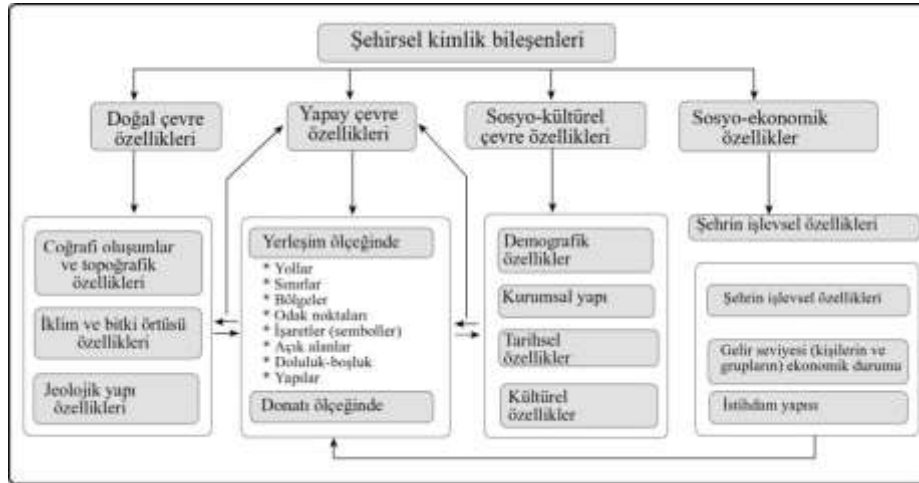 Şehirsel kimlik bileşenleri
Doğal çevre
özellikleri
Yapay çevre
özellikleri
Sosyo-kültürel
çevre özellikleri
Sosyo-ekonomik
özellikler
Coğrafi oluşumlar
ve topoğrafik
özellikleri
İklim ve bitki örtüsü
özellikleri
Jeolojik yapı
özellikleri
Yerleşim ölçeğinde
* Yollar
* Sınırlar
* Bölgeler
* Odak noktaları
* İşaretler (semboller)
* Açık alanlar
* Doluluk-boşluk
* Yapılar
Donatı ölçeğinde
Demografik
özellikler
Kurumsal yapı
Tarihsel
özellikler
Kültürel
özellikler
Şehrin işlevsel özellikleri
Şehrin işlevsel özellikleri
Gelir seviyesi (kişilerin ve
grupların) ekonomik durumu
İstihdam yapısı